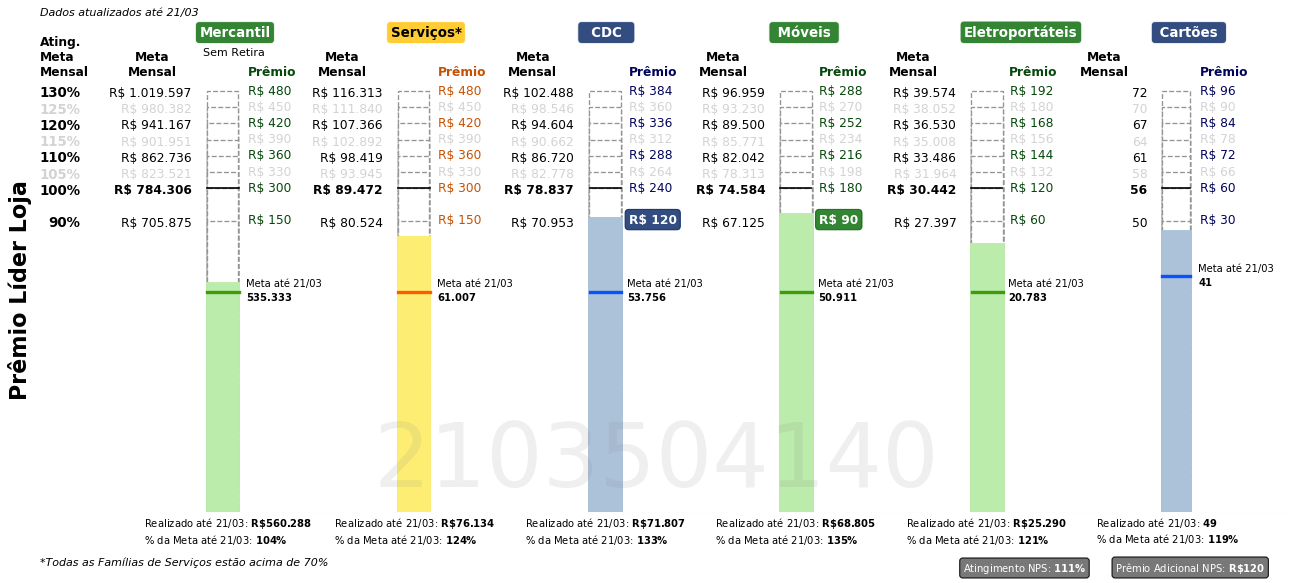 Dados atualizados até 21/03
Mercantil Serviços* CDC Móveis Eletroportáteis Cartões
Sem Retira
Ating. Meta Mensal Meta Mensal Prêmio Meta Mensal Prêmio Meta Mensal Prêmio Meta Mensal Prêmio Meta Mensal Prêmio Meta Mensal Prêmio
130% R$ 1.019.597 R$ 480 R$ 116.313 R$ 480 R$ 102.488 R$ 384 R$ 96.959 R$ 288 R$ 39.574 R$ 192 72 R$ 96
125% R$ 980.382 R$ 450 R$ 111.840 R$ 450 R$ 98.546 R$ 360 R$ 93.230 R$ 270 R$ 38.052 R$ 180 70 R$ 90
120% R$ 941.167 R$ 420 R$ 107.366 R$ 420 R$ 94.604 R$ 336 R$ 89.500 R$ 252 R$ 36.530 R$ 168 67 R$ 84
115% R$ 901.951 R$ 390 R$ 102.892 R$ 390 R$ 90.662 R$ 312 R$ 85.771 R$ 234 R$ 35.008 R$ 156 64 R$ 78
110% R$ 862.736 R$ 360 R$ 98.419 R$ 360 R$ 86.720 R$ 288 R$ 82.042 R$ 216 R$ 33.486 R$ 144 61 R$ 72
105% R$ 823.521 R$ 330 R$ 93.945 R$ 330 R$ 82.778 R$ 264 R$ 78.313 R$ 198 R$ 31.964 R$ 132 58 R$ 66
100% R$ 784.306 R$ 300 R$ 89.472 R$ 300 R$ 78.837 R$ 240 R$ 74.584 R$ 180 R$ 30.442 R$ 120 56 R$ 60
90% R$ 705.875 R$ 150 R$ 80.524 R$ 150 R$ 70.953 R$ 120 R$ 67.125 R$ 90 R$ 27.397 R$ 60 50 R$ 30
Prêmio Líder Loja
Meta até 21/03 Meta até 21/03 Meta até 21/03 Meta até 21/03 Meta até 21/03 Meta até 21/03
535.333 61.007 53.756 50.911 20.783 41
2103504140
Realizado até 21/03: R$560.288 Realizado até 21/03: R$76.134 Realizado até 21/03: R$71.807 Realizado até 21/03: R$68.805 Realizado até 21/03: R$25.290 Realizado até 21/03: 49
% da Meta até 21/03: 104% % da Meta até 21/03: 124% % da Meta até 21/03: 133% % da Meta até 21/03: 135% % da Meta até 21/03: 121% % da Meta até 21/03: 119%
*Todas as Famílias de Serviços estão acima de 70%
Atingimento NPS: 111% Prêmio Adicional NPS: R$120